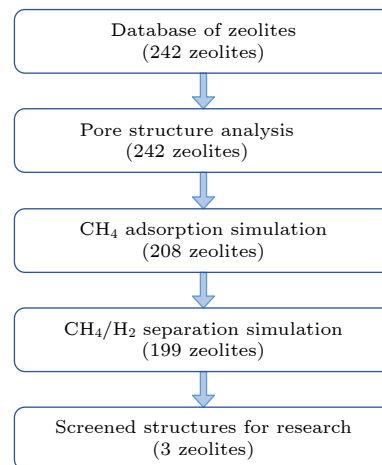 Database of zeolites
(242 zeolites)
Pore structure analysis
(242 zeolites)
CH₄ adsorption simulation
(208 zeolites)
CH₄/H₂ separation simulation
(199 zeolites)
Screened structures for research
(3 zeolites)